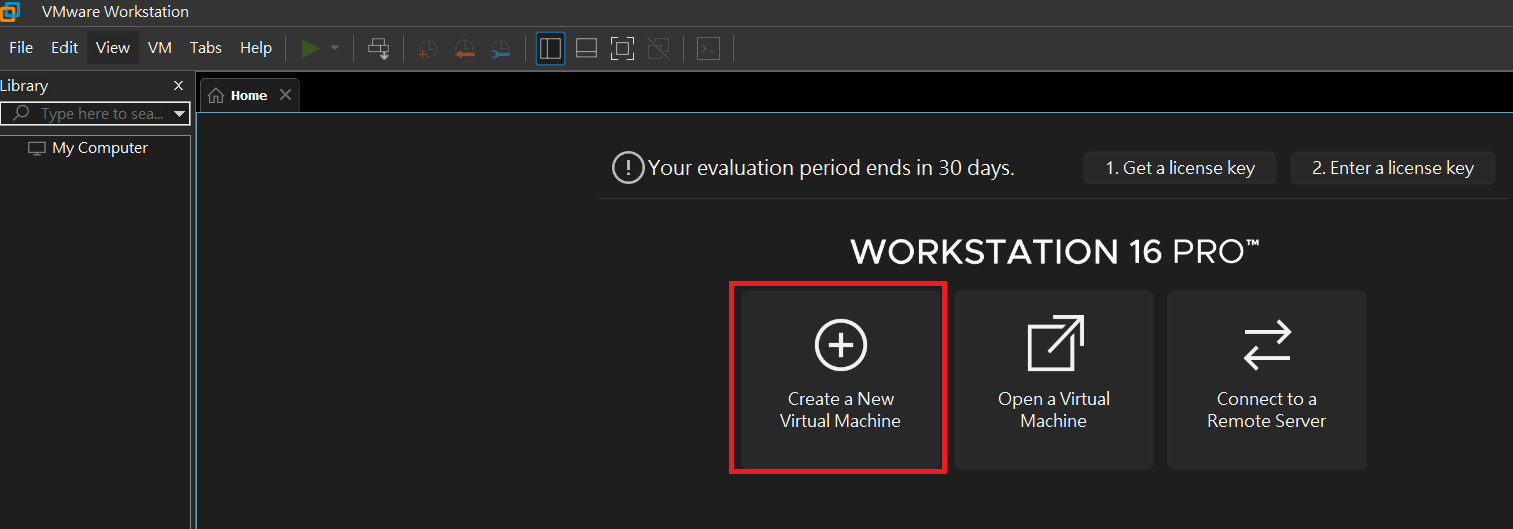 VMware Workstation
File Edit View VM Tabs Help
Library X
Type here to sea...
My Computer
Home
Your evaluation period ends in 30 days. 1. Get a license key 2. Enter a license key
WORKSTATION 16 PRO™
Create a New
Virtual Machine
Open a Virtual
Machine
Connect to a
Remote Server